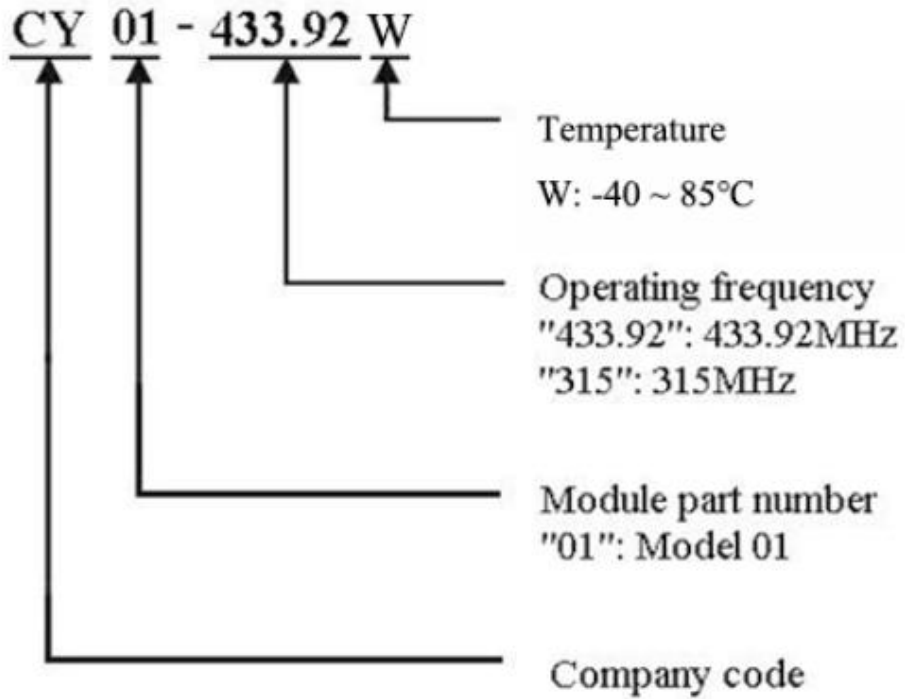 CY 01 - 433.92 W
Temperature
W: -40 ~ 85°C
Operating frequency
"433.92": 433.92MHz
"315": 315MHz
Module part number
"01": Model 01
Company code